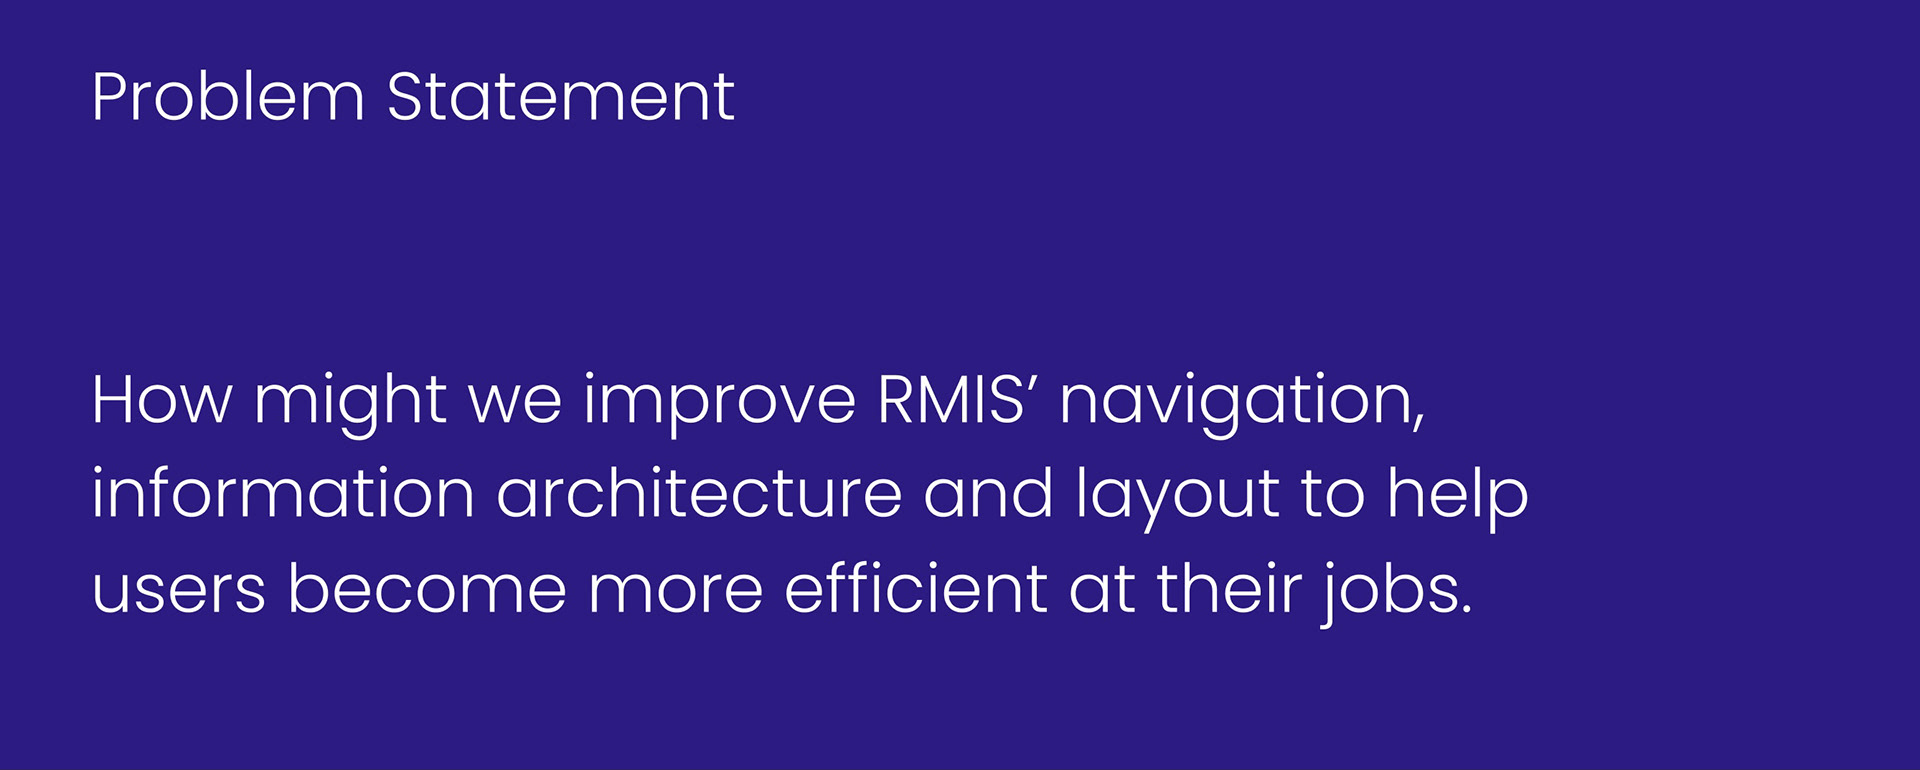 Problem Statement
How might we improve RMIS’ navigation,
information architecture and layout to help
users become more efficient at their jobs.